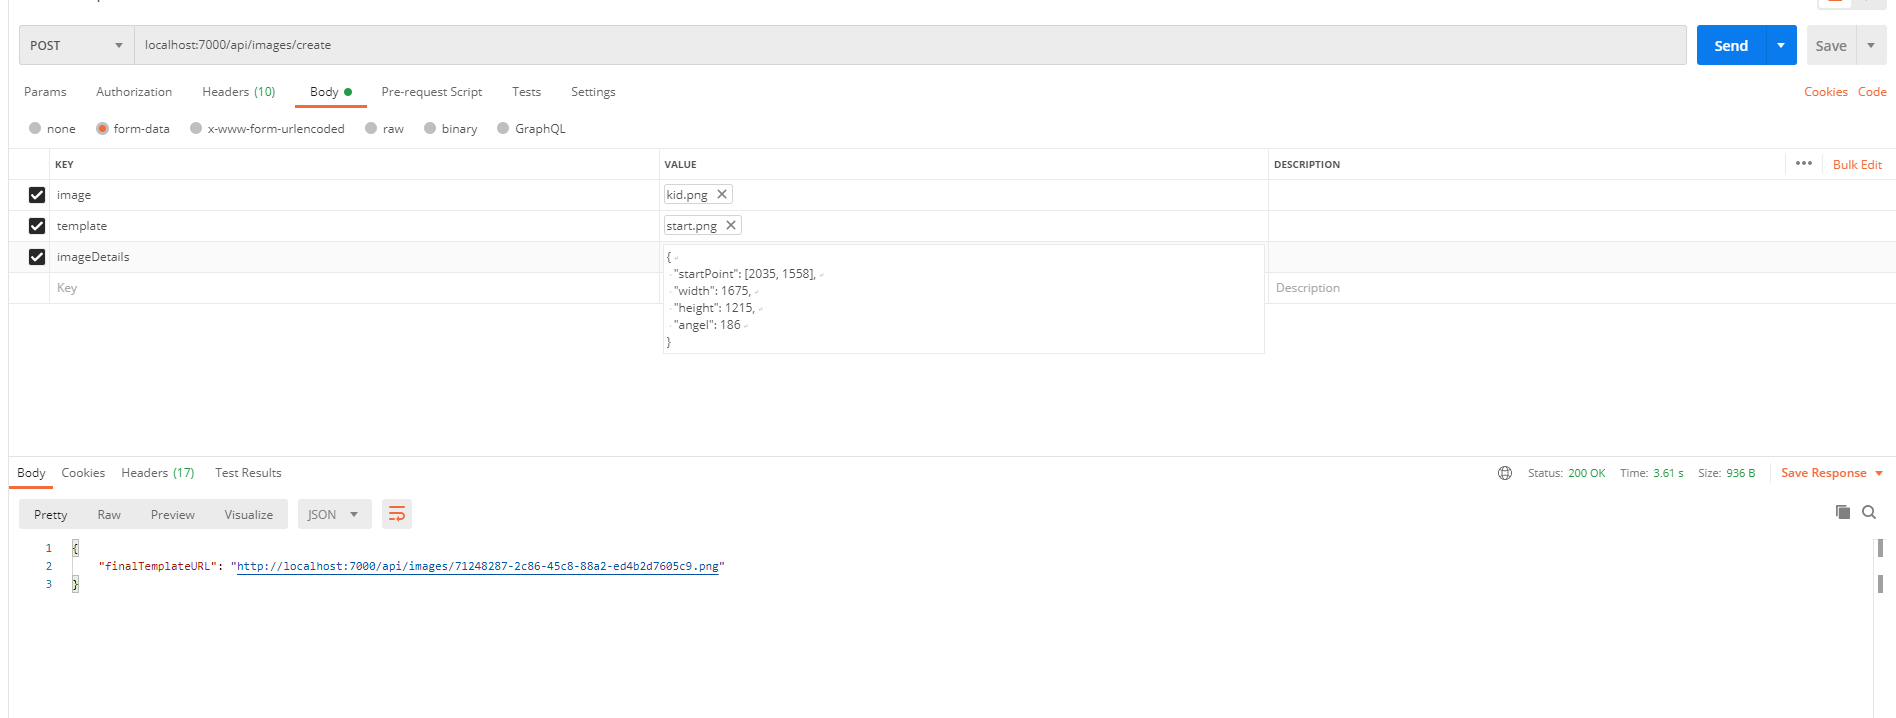 POST localhost:7000/api/images/create Send Save
Params Authorization Headers (10) Body Pre-request Script Tests Settings Cookies Code
none form-data x-www-form-urlencoded raw binary GraphQL
KEY VALUE DESCRIPTION ••• Bulk Edit
image kid.png
template start.png
imageDetails
{
"startPoint": [2035, 1558],
"width": 1675,
"height": 1215,
"angel": 186
}
Key Description
Body Cookies Headers (17) Test Results Status: 200 OK Time: 3.61 s Size: 936 B Save Response
Pretty Raw Preview Visualize JSON
1 {
2 "finalTemplateURL": "http://localhost:7000/api/images/71248287-2c86-45c8-88a2-ed4b2d7605c9.png"
3 }